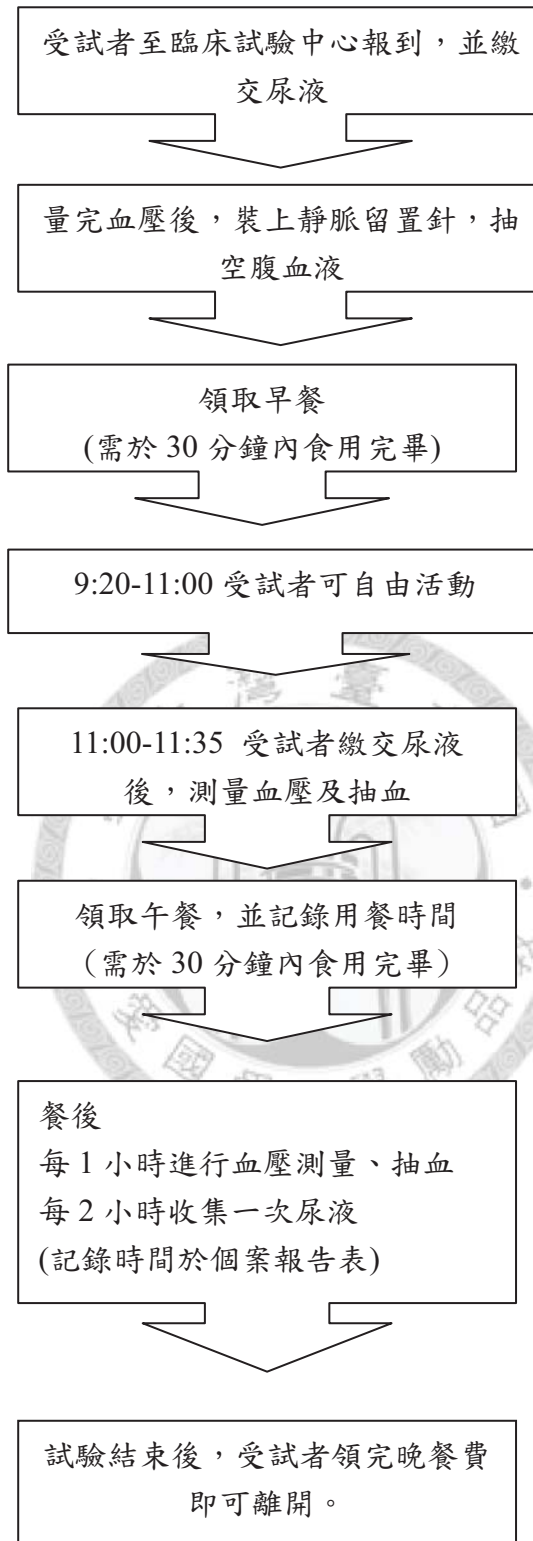 受試者至臨床試驗中心報到，並繳
交尿液
量完血壓後，裝上靜脈留置針，抽
空腹血液
領取早餐
(需於 30 分鐘內食用完畢)
9:20-11:00 受試者可自由活動
11:00-11:35 受試者繳交尿液
後，測量血壓及抽血
領取午餐，並記錄用餐時間
（需於 30 分鐘內食用完畢）
餐後
每 1 小時進行血壓測量、抽血
每 2 小時收集一次尿液
(記錄時間於個案報告表)
試驗結束後，受試者領完晚餐費
即可離開。